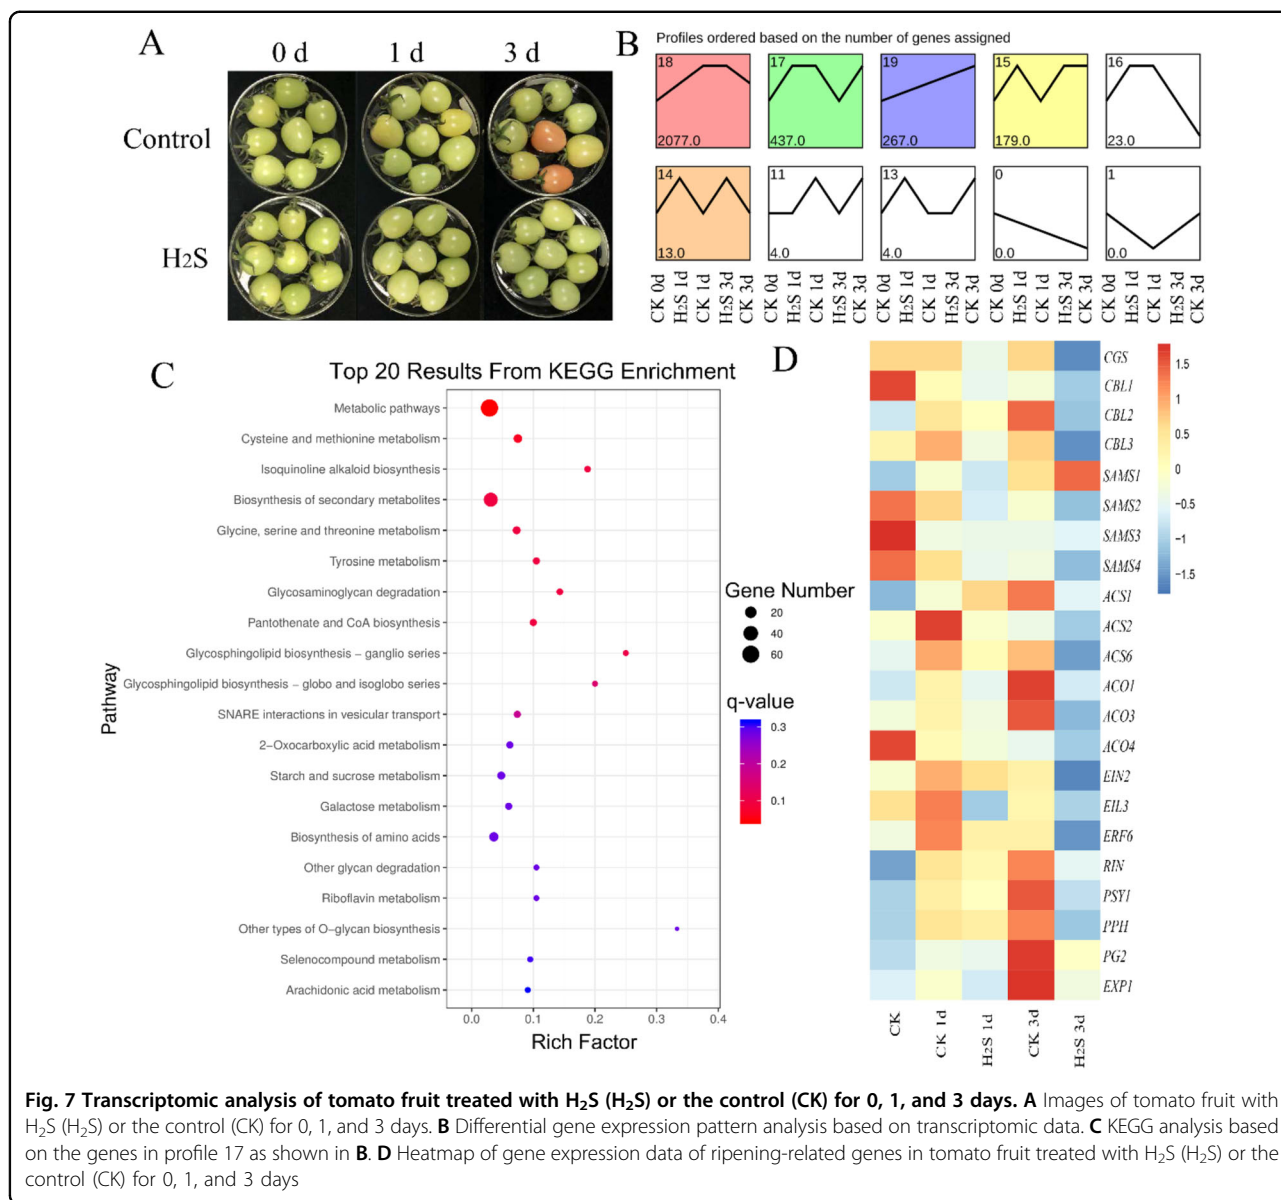 A
0 d
1 d
3 d
Control
H2S
B
Profiles ordered based on the number of genes assigned
18
2077.0
17
437.0
19
267.0
15
179.0
16
23.0
14
13.0
11
4.0
13
4.0
0
0.0
1
0.0
CK 0d
H2S 1d
CK 1d
H2S 3d
CK 3d
CK 0d
H2S 1d
CK 1d
H2S 3d
CK 3d
CK 0d
H2S 1d
CK 1d
H2S 3d
CK 3d
CK 0d
H2S 1d
CK 1d
H2S 3d
CK 3d
CK 0d
H2S 1d
CK 1d
H2S 3d
CK 3d
C
Top 20 Results From KEGG Enrichment
Pathway
Metabolic pathways
Cysteine and methionine metabolism
Isoquinoline alkaloid biosynthesis
Biosynthesis of secondary metabolites
Glycine, serine and threonine metabolism
Tyrosine metabolism
Glycosaminoglycan degradation
Pantothenate and CoA biosynthesis
Glycosphingolipid biosynthesis − ganglio series
Glycosphingolipid biosynthesis − globo and isoglobo series
SNARE interactions in vesicular transport
2−Oxocarboxylic acid metabolism
Starch and sucrose metabolism
Galactose metabolism
Biosynthesis of amino acids
Other glycan degradation
Riboflavin metabolism
Other types of O−glycan biosynthesis
Selenocompound metabolism
Arachidonic acid metabolism
0.0 0.1 0.2 0.3 0.4
Rich Factor
Gene Number
20
40
60
q-value
0.3
0.2
0.1
D
CGS
CBL1
CBL2
CBL3
SAMS1
SAMS2
SAMS3
SAMS4
ACS1
ACS2
ACS6
ACO1
ACO3
ACO4
EIN2
EIL3
ERF6
RIN
PSY1
PPH
PG2
EXP1
CK
CK 1d
H2S 1d
CK 3d
H2S 3d
1.5
1
0.5
0
−0.5
−1
−1.5
Fig. 7 Transcriptomic analysis of tomato fruit treated with H2S (H2S) or the control (CK) for 0, 1, and 3 days. A Images of tomato fruit with
H2S (H2S) or the control (CK) for 0, 1, and 3 days. B Differential gene expression pattern analysis based on transcriptomic data. C KEGG analysis based
on the genes in profile 17 as shown in B. D Heatmap of gene expression data of ripening-related genes in tomato fruit treated with H2S (H2S) or the
control (CK) for 0, 1, and 3 days